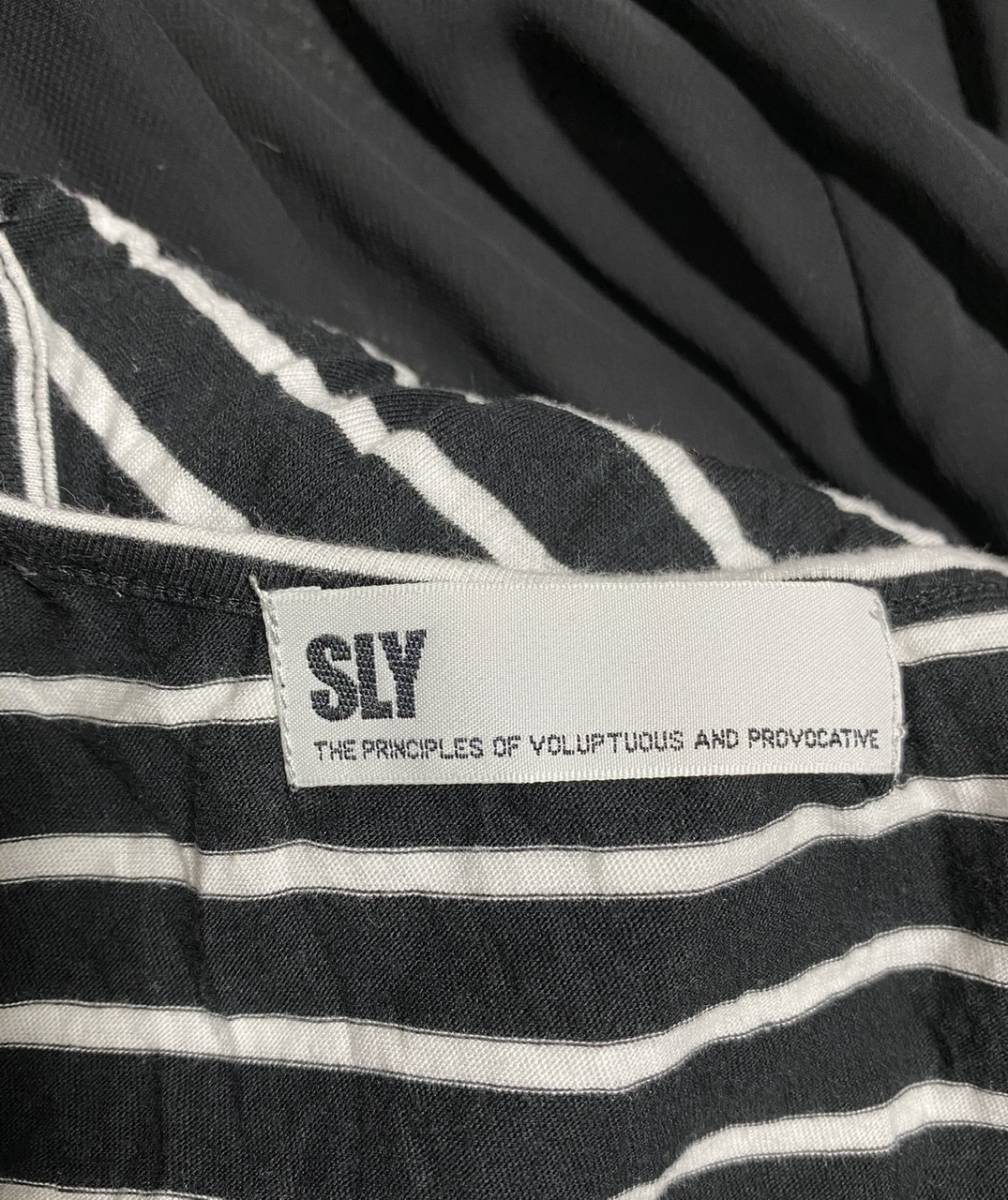 SLY
THE PRINCIPLES OF VOLUPTUOUS AND PROVOCATIVE